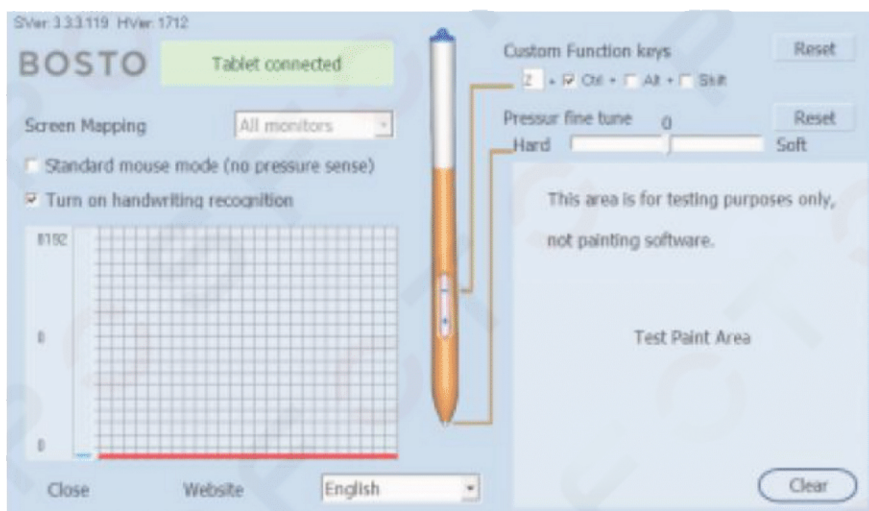 SVer: 3.3.3.119 HVer: 1712
BOSTO
Tablet connected
Screen Mapping
All monitors
Standard mouse mode (no pressure sense)
Turn on handwriting recognition
8192
0
0
Close
Website
English
Custom Function keys
Reset
Z + Ctrl + Alt + Shift
Pressur fine tune 0
Reset
Hard
Soft
This area is for testing purposes only,
not painting software.
Test Paint Area
Clear